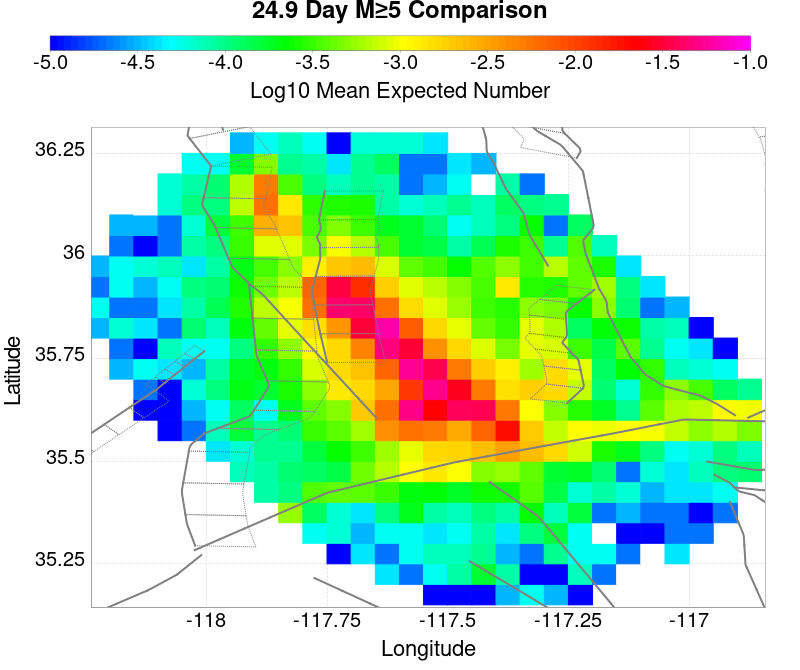 24.9 Day M≥5 Comparison
-5.0 -4.5 -4.0 -3.5 -3.0 -2.5 -2.0 -1.5 -1.0
Log10 Mean Expected Number
36.25
36
35.75
35.5
35.25
Latitude
-118 -117.75 -117.5 -117.25 -117
Longitude